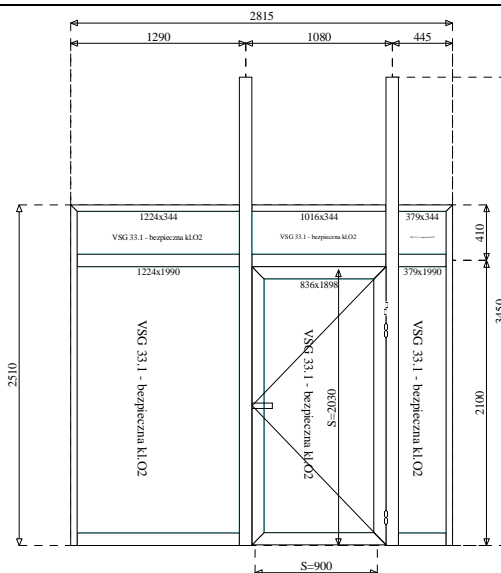 2815
1290
1080
445
1224x344
1016x344
379x344
VSG 33.1 - bezpieczna kl.O2
VSG 33.1 - bezpieczna kl.O2
410
3450
1224x1990
379x1990
836x1898
VSG 33.1 - bezpieczna kl.O2
VSG 33.1 - bezpieczna kl.O2
S=2030
VSG 33.1 - bezpieczna kl.O2
2510
2100
S=900